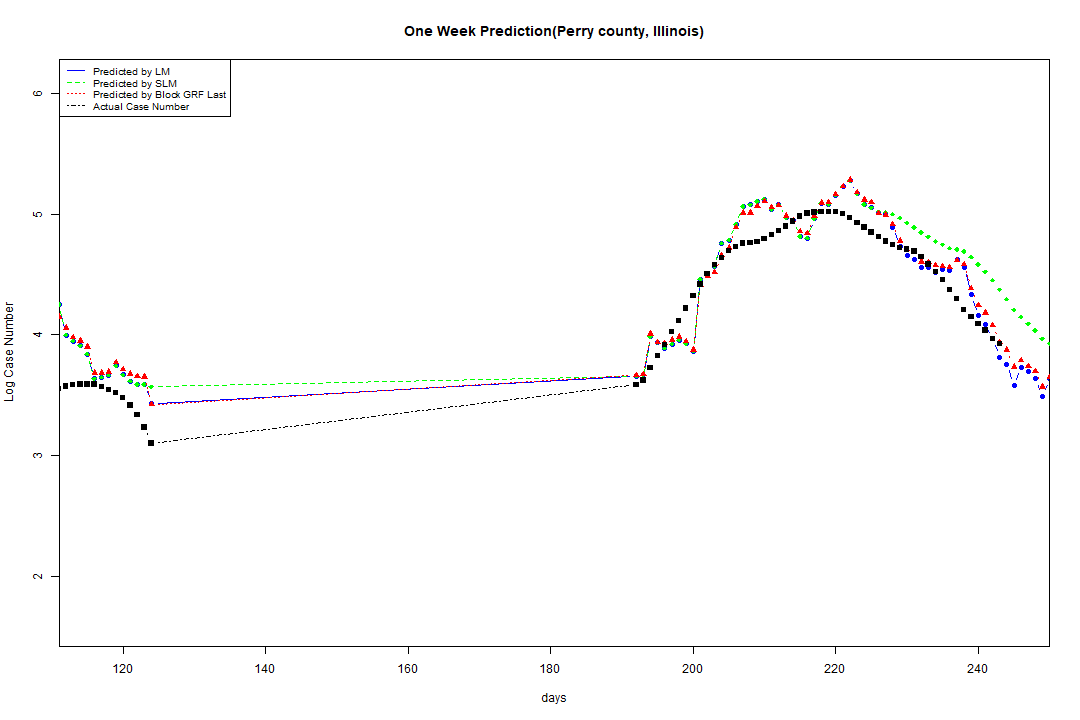 One Week Prediction(Perry county, Illinois)
Predicted by LM
Predicted by SLM
Predicted by Block GRF Last
Actual Case Number
6
5
4
3
2
Log Case Number
120 140 160 180 200 220 240
days